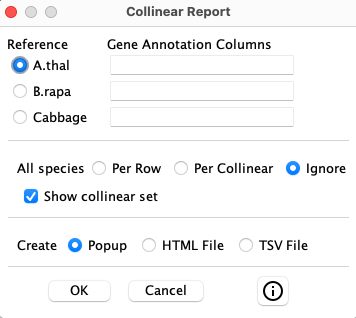 Collinear Report
Reference Gene Annotation Columns
A.thal
B.rapa
Cabbage
All species Per Row Per Collinear Ignore
Show collinear set
Create Popup HTML File TSV File
OK Cancel